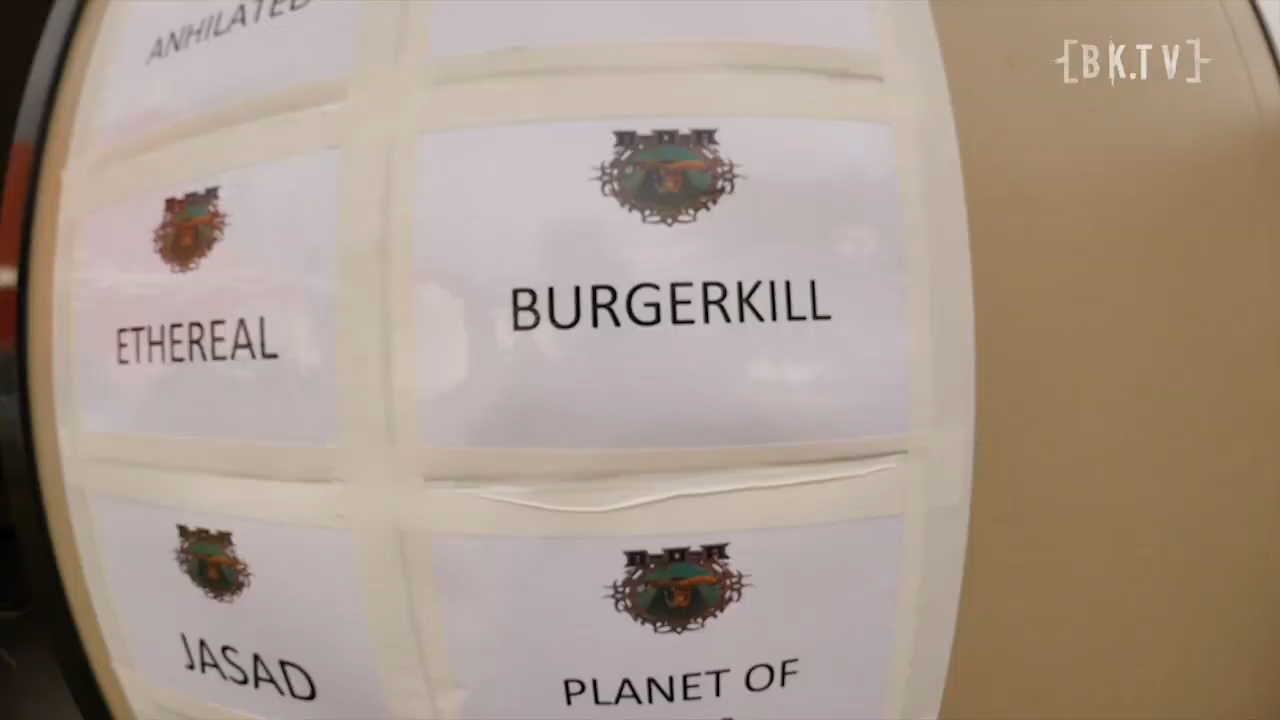 ANHILATED
[BK.TV]
ETHEREAL
BURGERKILL
JASAD
PLANET OF